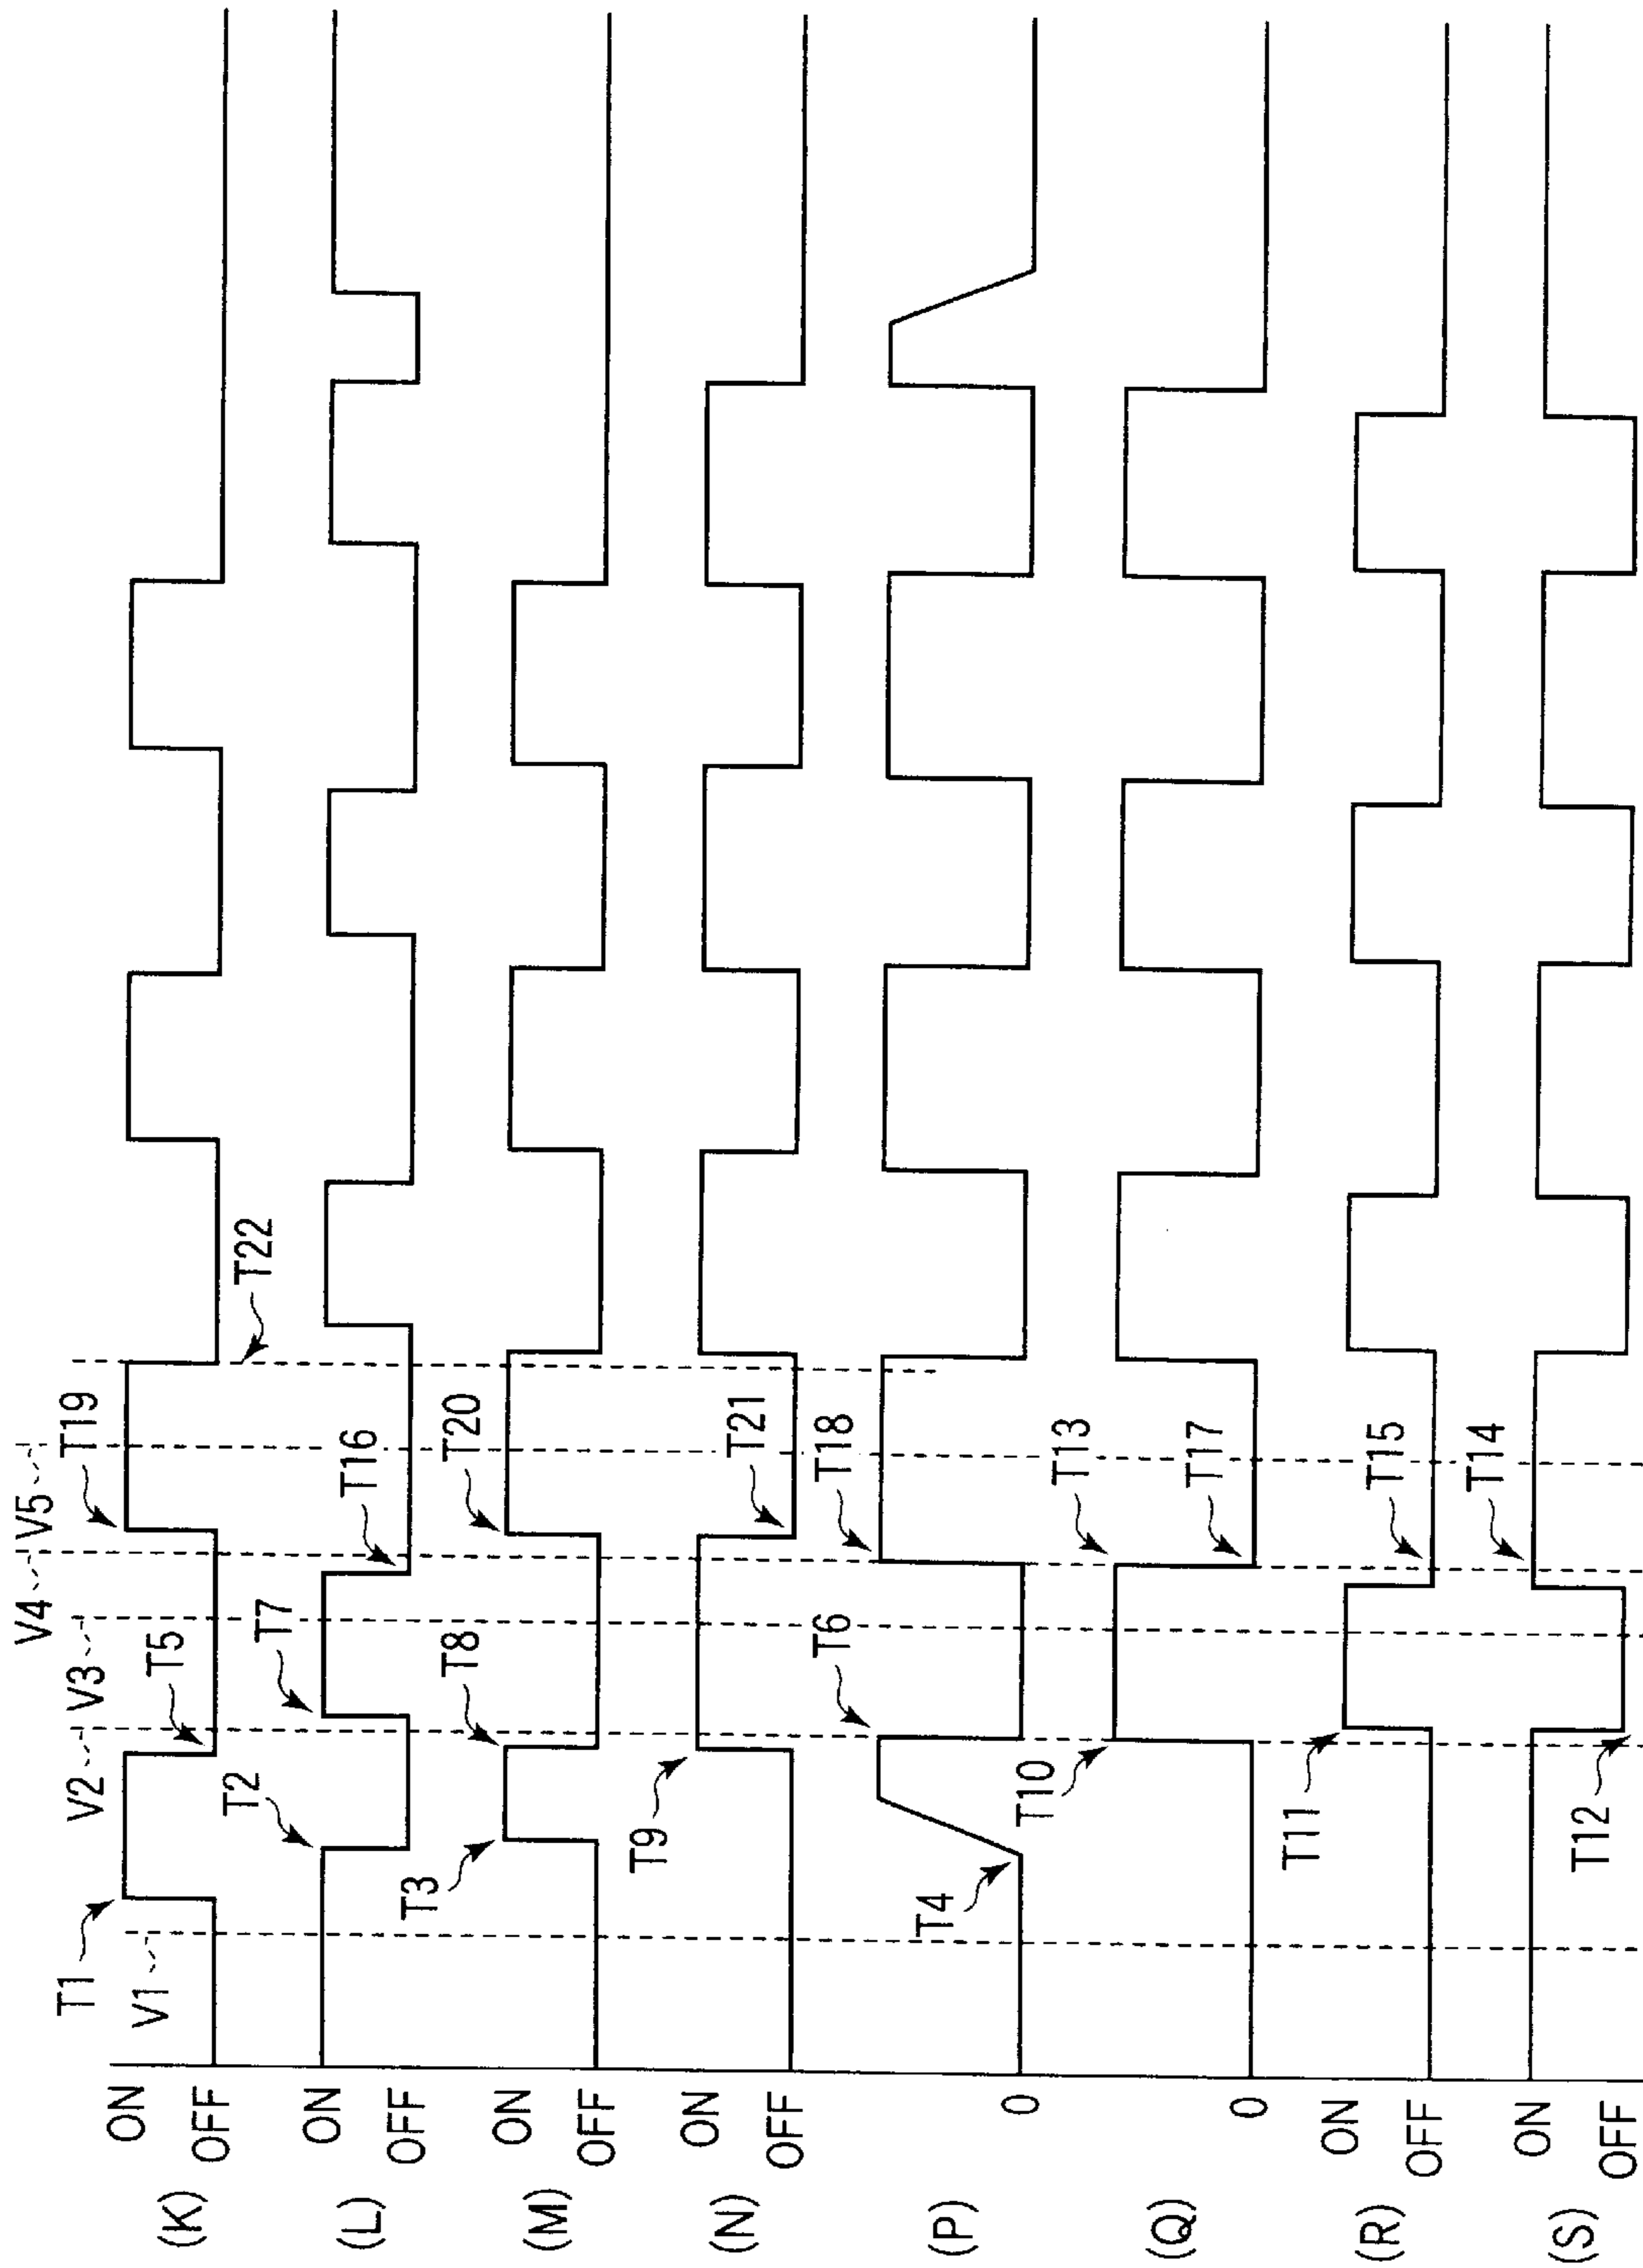 V4 V5
V2 V3
T1
V1
T5
T19
(K) ON
OFF
T22
T2
T7
(L) ON
OFF
T16
T3
T8
T20
(M) ON
OFF
T9
(N) ON
OFF
T21
T4
T6
T18
(P) 0
T10
T13
(Q) 0
T17
T11
(R) ON
OFF
T15
T12
T14
(S) ON
OFF